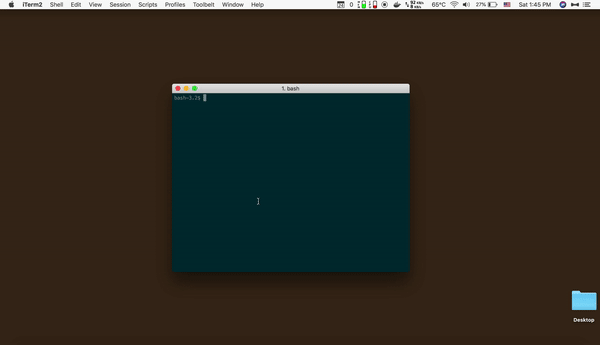 iTerm2 Shell Edit View Session Scripts Profiles Toolbelt Window Help 0 65°C 27% Sat 1:45 PM
1. bash
bash-3.2$
Desktop